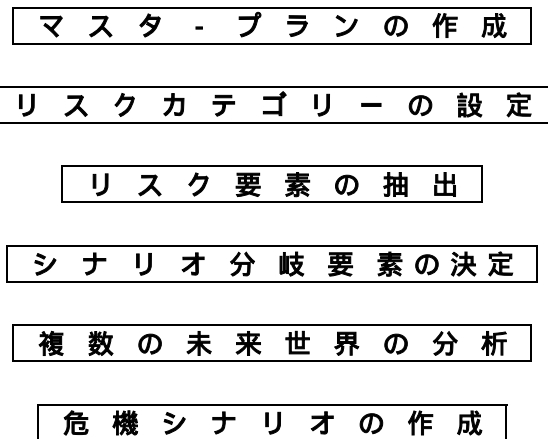 マスタ-プランの作成
リスクカテゴリーの設定
リスク要素の抽出
シナリオ分岐要素の決定
複数の未来世界の分析
危機シナリオの作成